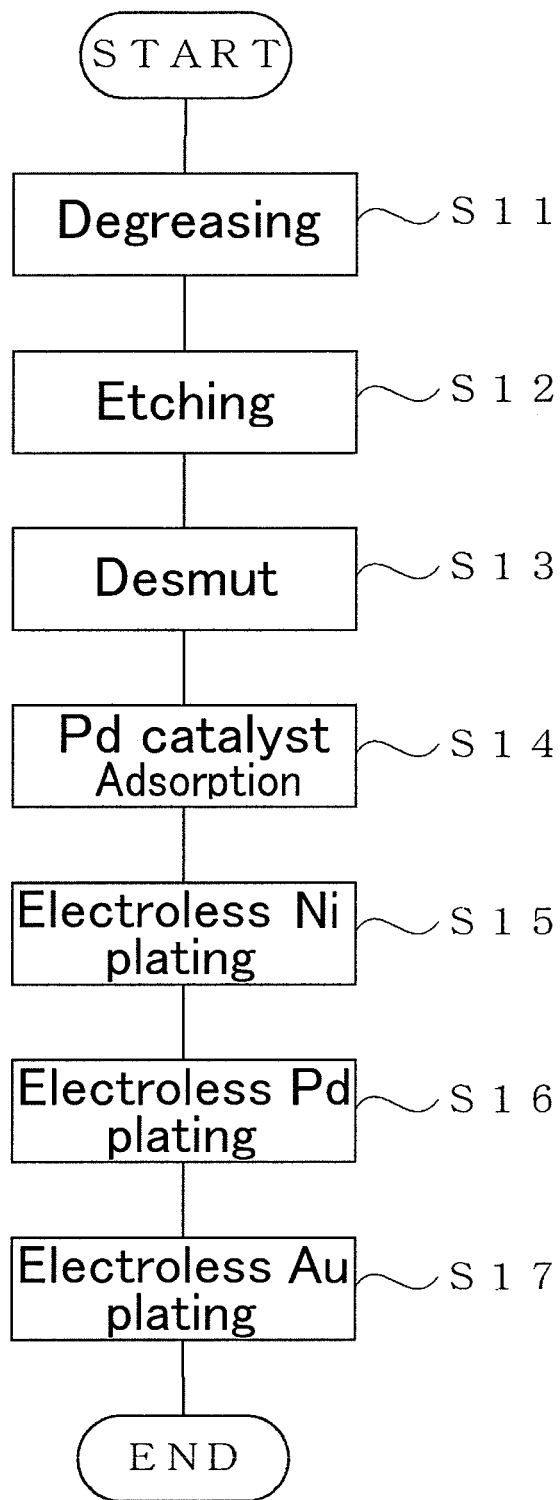 START
Degreasing
S11
Etching
S12
Desmut
S13
Pd catalyst
Adsorption
S14
Electroless Ni
plating
S15
Electroless Pd
plating
S16
Electroless Au
plating
S17
END